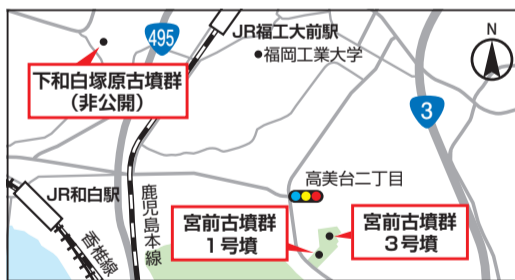 495
JR福工大前駅
福岡工業大学
N
下和白塚原古墳群
(非公開)
3
高美台二丁目
JR和白駅
鹿児島本線
香椎線
宮前古墳群
1号墳
宮前古墳群
3号墳